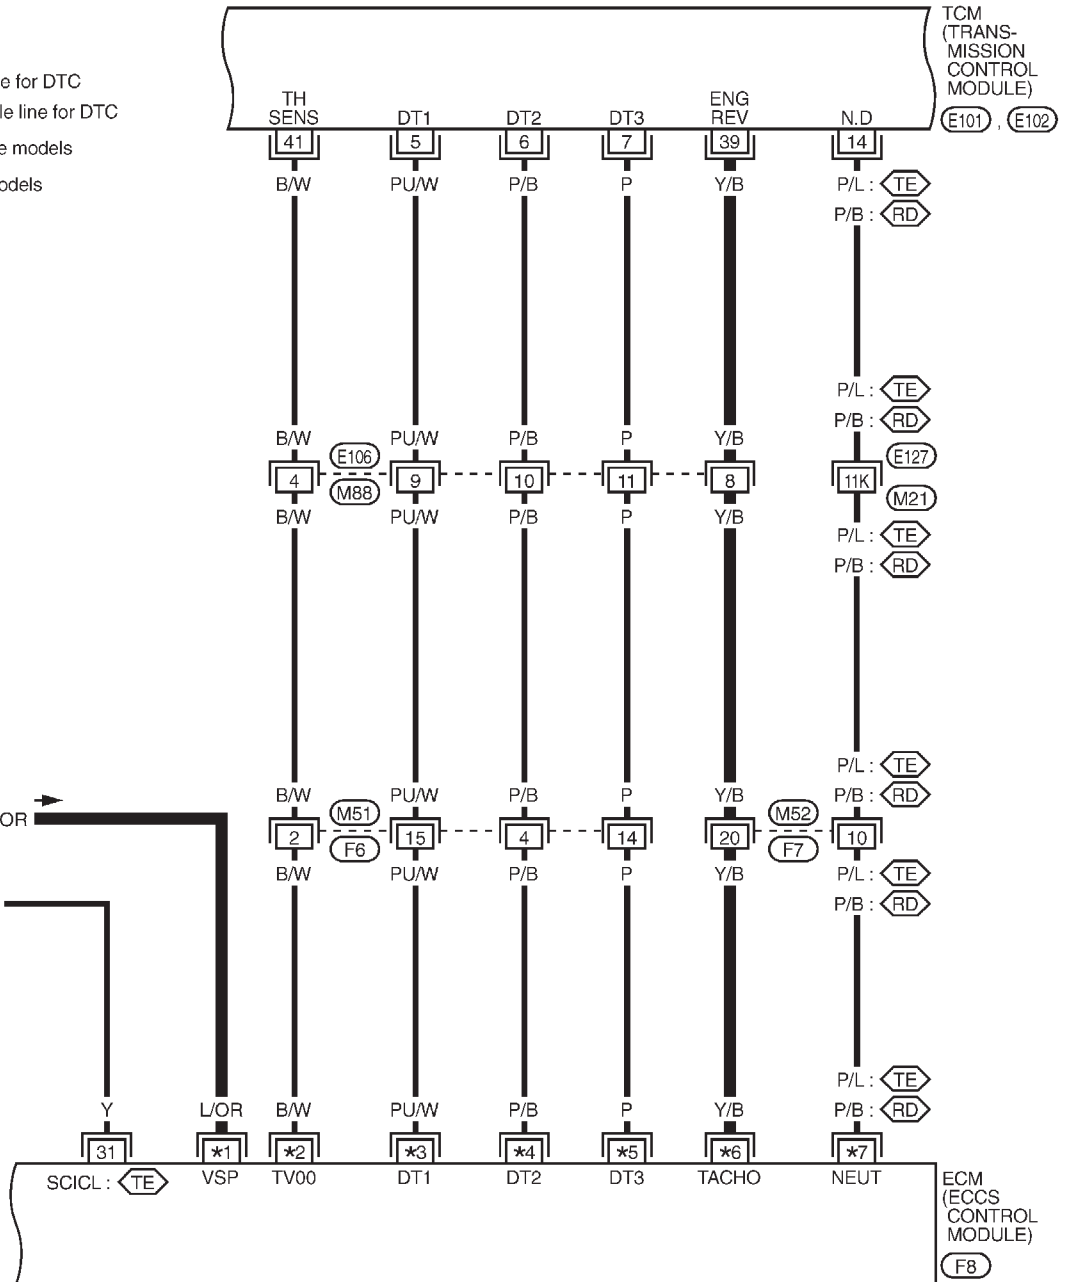 TCM
(TRANS-
MISSION
CONTROL
MODULE)
E101 , E102
e for DTC
le line for DTC
e models
odels
TH SENS DT1 DT2 DT3 ENG REV N.D
41 5 6 7 39 14
B/W PU/W P/B P Y/B P/L : TE
P/B : RD
P/L : TE
P/B : RD
B/W PU/W P/B P Y/B
E106 E127
4 9 10 11 8 11K
M88 M21
B/W PU/W P/B P Y/B
P/L : TE
P/B : RD
P/L : TE
B/W PU/W P/B P Y/B P/B : RD
OR M51 M52
2 15 4 14 20 10
F6 F7
B/W PU/W P/B P Y/B P/L : TE
P/B : RD
P/L : TE
Y L/OR B/W PU/W P/B P Y/B P/B : RD
31 *1 *2 *3 *4 *5 *6 *7
SCICL : TE VSP TV00 DT1 DT2 DT3 TACHO NEUT
ECM
(ECCS
CONTROL
MODULE)
F8